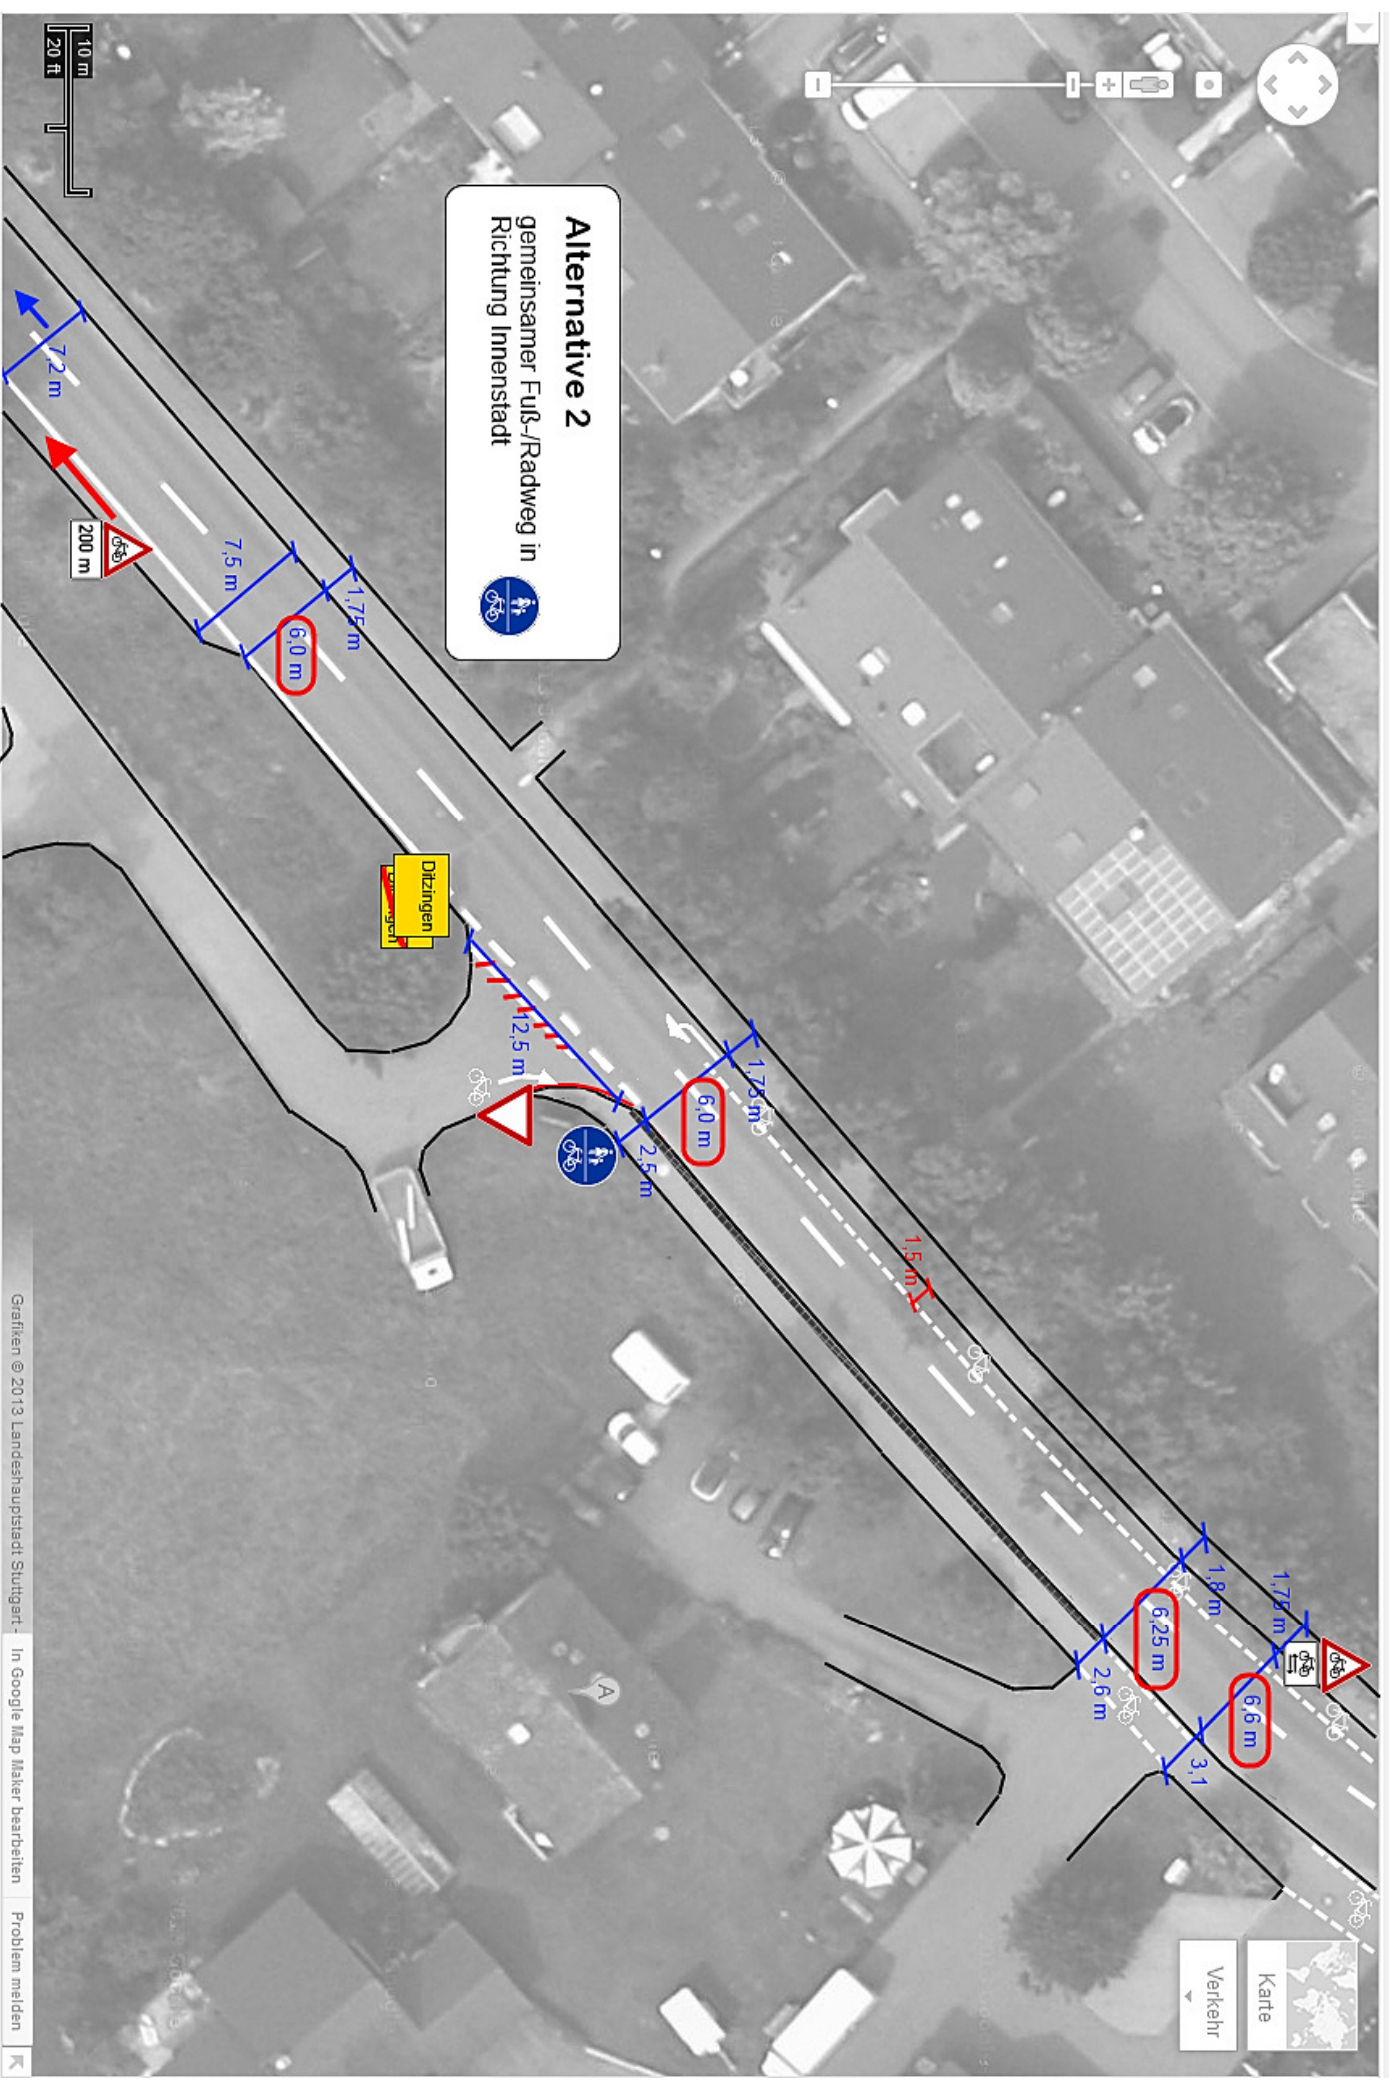 10 m
20 ft
Alternative 2
gemeinsamer Fuß-/Radweg in
Richtung Innenstadt
7,2 m
200 m
7,5 m
1,75 m
6,0 m
Ditzingen
12,5 m
1,75 m
6,0 m
2,5 m
1,5 m
1,8 m
1,75 m
6,25 m
6,6 m
2,6 m
3,1
A
Karte
Verkehr
Grafiken © 2013 Landeshauptstadt Stuttgart -
In Google Map Maker bearbeiten
Problem melden